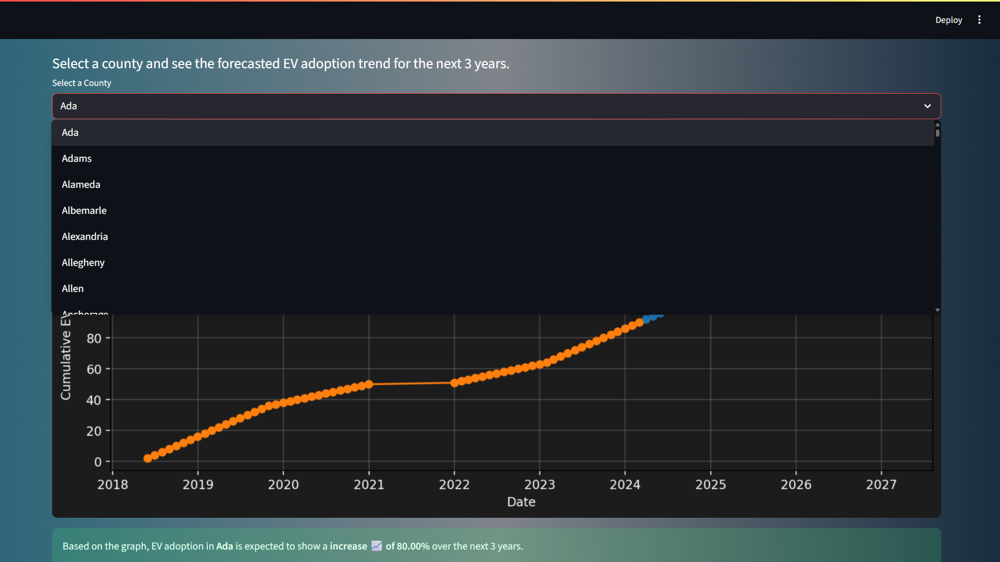 Deploy
Select a county and see the forecasted EV adoption trend for the next 3 years.
Select a County
Ada
Ada
Adams
Alameda
Albemarle
Alexandria
Allegheny
Allen
Anchorage
Cumulative EV
80
60
40
20
0
2018 2019 2020 2021 2022 2023 2024 2025 2026 2027
Date
Based on the graph, EV adoption in Ada is expected to show a increase 📈 of 80.00% over the next 3 years.